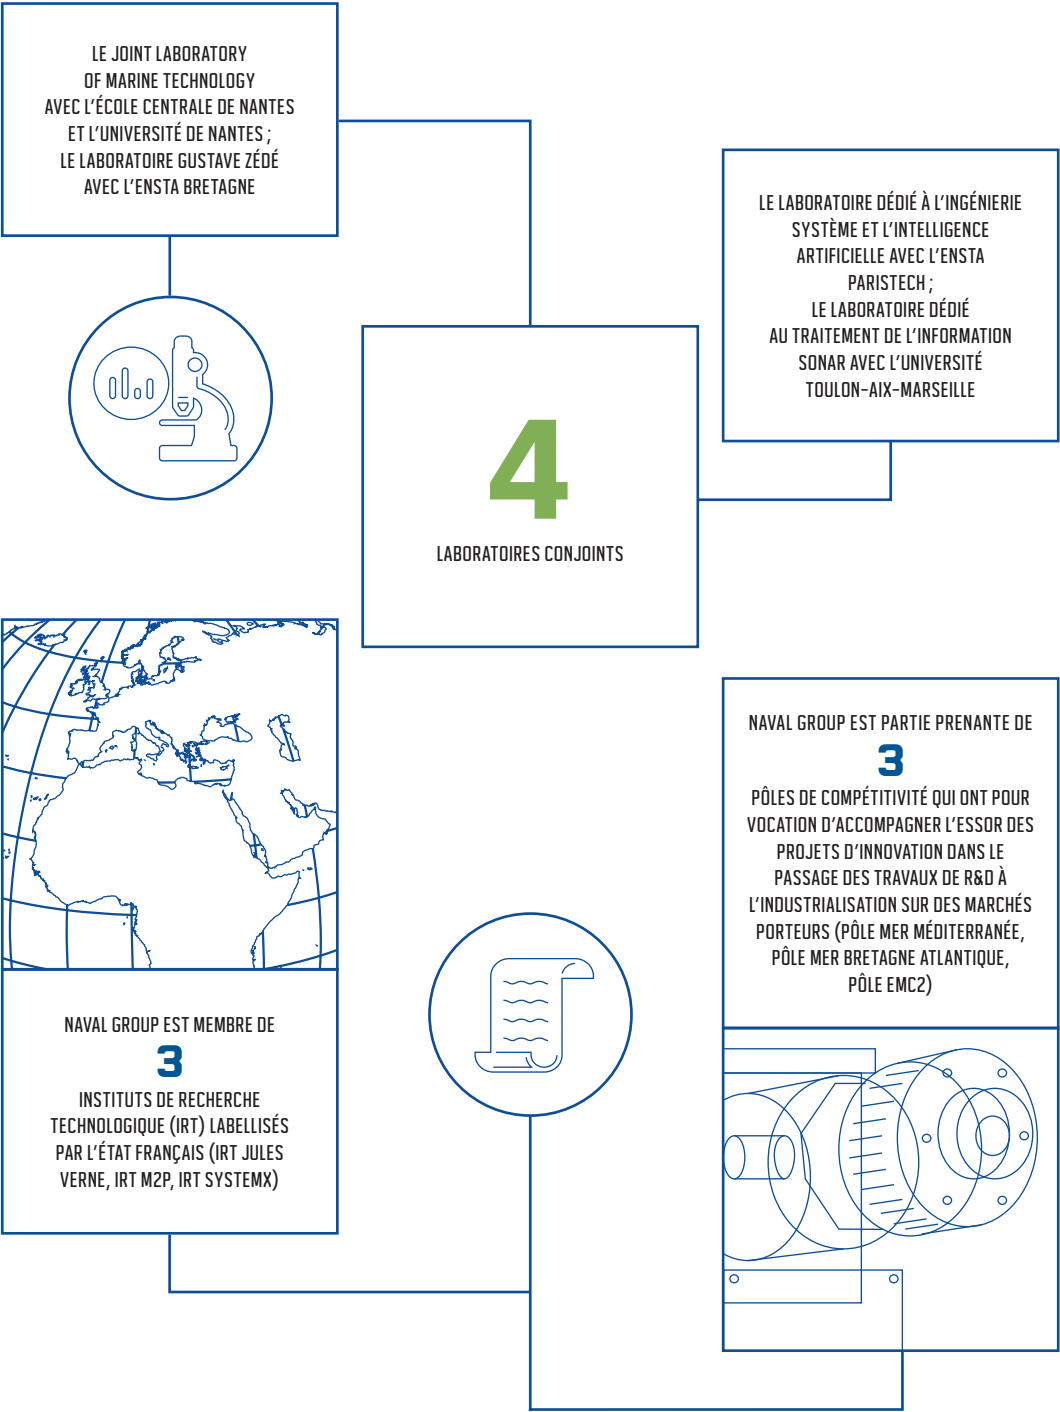 LE JOINT LABORATORY
OF MARINE TECHNOLOGY
AVEC L'ÉCOLE CENTRALE DE NANTES
ET L'UNIVERSITÉ DE NANTES ;
LE LABORATOIRE GUSTAVE ZÉDÉ
AVEC L'ENSTA BRETAGNE
LE LABORATOIRE DÉDIÉ À L'INGÉNIERIE
SYSTÈME ET L'INTELLIGENCE
ARTIFICIELLE AVEC L'ENSTA
PARISTECH ;
LE LABORATOIRE DÉDIÉ
AU TRAITEMENT DE L'INFORMATION
SONAR AVEC L'UNIVERSITÉ
TOULON-AIX-MARSEILLE
4
LABORATOIRES CONJOINTS
NAVAL GROUP EST PARTIE PRENANTE DE
3
PÔLES DE COMPÉTITIVITÉ QUI ONT POUR
VOCATION D'ACCOMPAGNER L'ESSOR DES
PROJETS D'INNOVATION DANS LE
PASSAGE DES TRAVAUX DE R&D À
L'INDUSTRIALISATION SUR DES MARCHÉS
PORTEURS (PÔLE MER MÉDITERRANÉE,
PÔLE MER BRETAGNE ATLANTIQUE,
PÔLE EMC2)
NAVAL GROUP EST MEMBRE DE
3
INSTITUTS DE RECHERCHE
TECHNOLOGIQUE (IRT) LABELLISÉS
PAR L'ÉTAT FRANÇAIS (IRT JULES
VERNE, IRT M2P, IRT SYSTEMX)